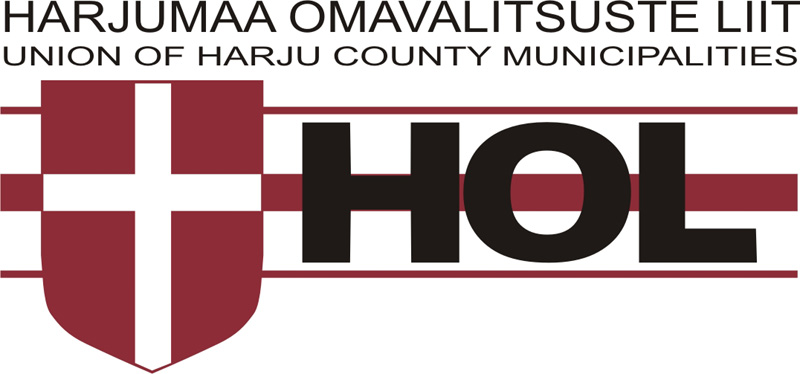 HARJUMAA OMAVALITSUSTE LIIT
UNION OF HARJU COUNTY MUNICIPALITIES
HOL